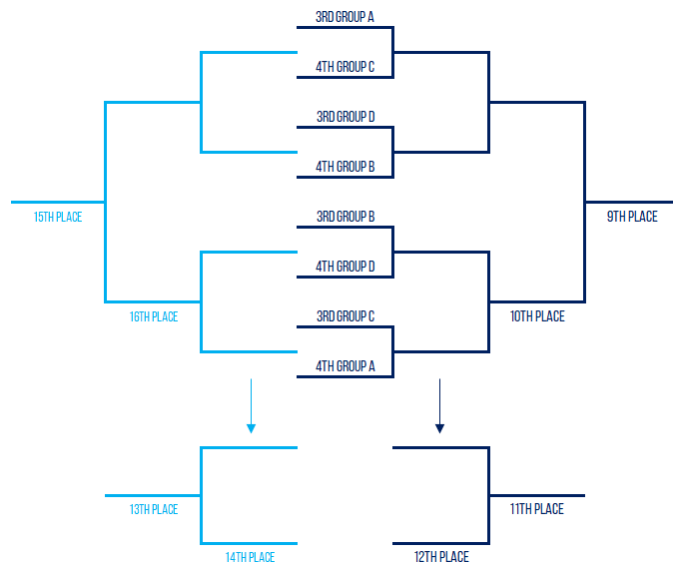 3RD GROUP A
4TH GROUP C
3RD GROUP D
4TH GROUP B
15TH PLACE
9TH PLACE
3RD GROUP B
4TH GROUP D
16TH PLACE
10TH PLACE
3RD GROUP C
4TH GROUP A
13TH PLACE
11TH PLACE
14TH PLACE
12TH PLACE